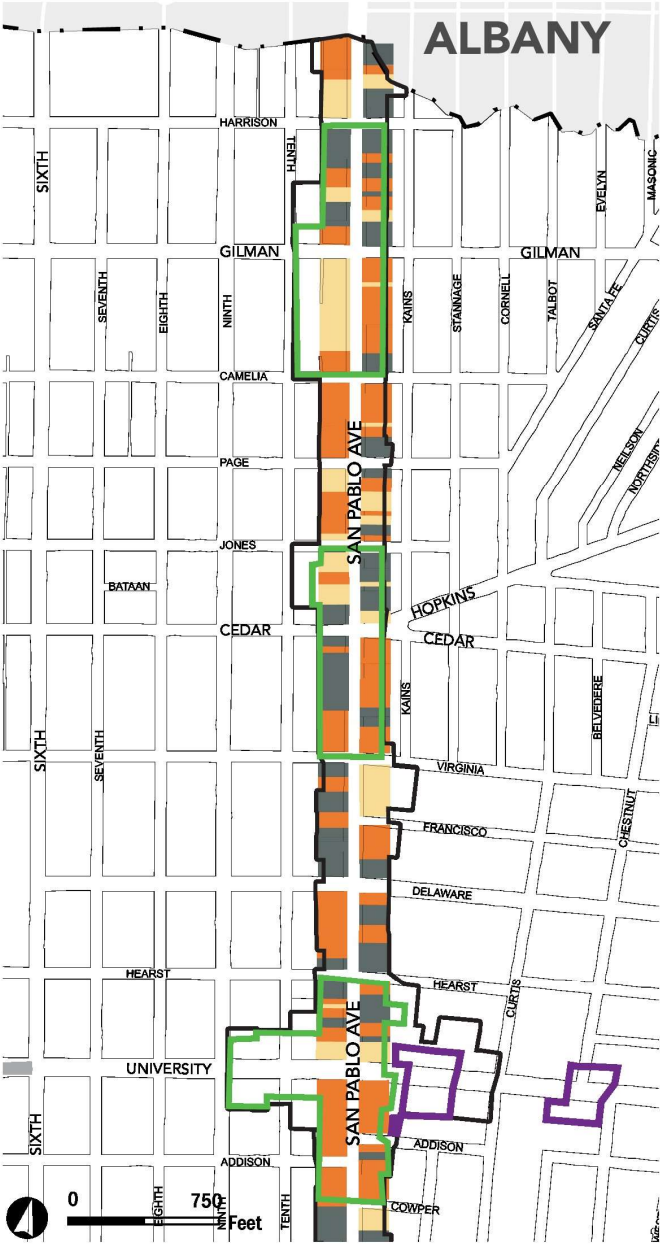 ALBANY
HARRISON
TENTH
SIXTH
EVELYN
MASONIC
GILMAN
GILMAN
SEVENTH
EIGHTH
NINTH
KAINS
STANNAGE
CORNELL
TALBOT
SANTA FE
CURTIS
CAMELIA
SAN PABLO AVE
PAGE
NEILSON
JONES
BATAAN
HOPKINS
CEDAR
CEDAR
KAINS
BELVEDERE
SIXTH
SEVENTH
VIRGINIA
CHESTNUT
FRANCISCO
DELAWARE
HEARST
HEARST
CURTIS
SAN PABLO AVE
UNIVERSITY
SIXTH
ADDISON
ADDISON
EIGHTH
NINTH
TENTH
COWPER
0 750
Feet